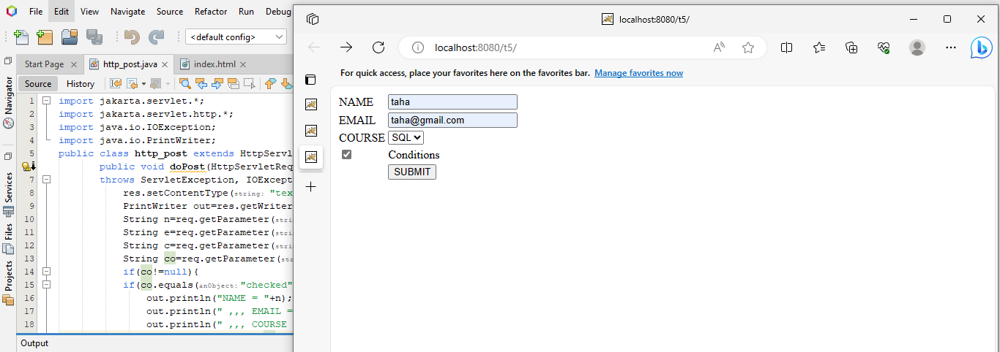 File Edit View Navigate Source Refactor Run Debug
<default config>
Start Page http_post.java index.html
Source History
Navigator
Services
Files
Projects
1 import jakarta.servlet.*;
2 import jakarta.servlet.http.*;
3 import java.io.IOException;
4 import java.io.PrintWriter;
5 public class http_post extends HttpServl
public void doPost(HttpServletReq
7 throws ServletException, IOExcept
8 res.setContentType(string: "tex
9 PrintWriter out=res.getWriter
10 String n=req.getParameter(stri
11 String e=req.getParameter(stri
12 String c=req.getParameter(stri
13 String co=req.getParameter(str
14 if(co!=null){
15 if(co.equals(anObject: "checked"
16 out.println("NAME = "+n);
17 out.println(" ,,, EMAIL =
18 out.println(" ,,, COURSE
Output
localhost:8080/t5/
localhost:8080/t5/
For quick access, place your favorites here on the favorites bar. Manage favorites now
NAME taha
EMAIL taha@gmail.com
COURSE SQL
Conditions
SUBMIT